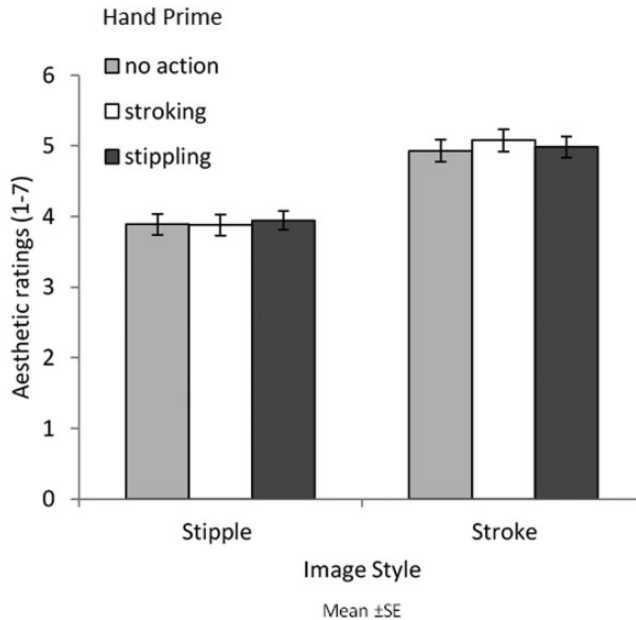 Hand Prime
no action
stroking
stippling
6
5
4
3
2
1
0
Aesthetic ratings (1-7)
Stipple Stroke
Image Style
Mean ±SE